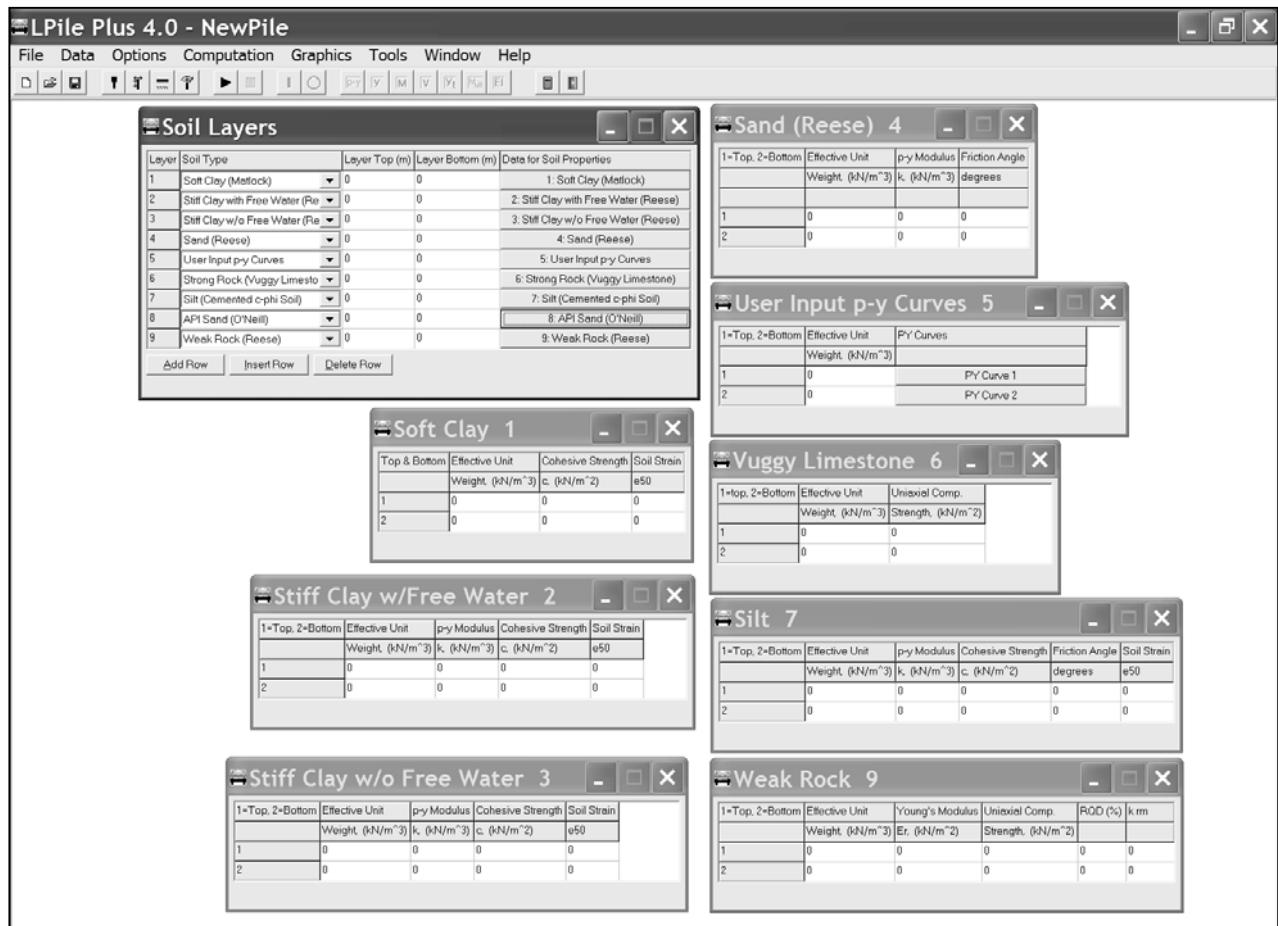 LPile Plus 4.0 - NewPile
File Data Options Computation Graphics Tools Window Help
Soil Layers
Layer Soil Type Layer Top (m) Layer Bottom (m) Data for Soil Properties
1 Soft Clay (Matlock) 0 0 1: Soft Clay (Matlock)
2 Stiff Clay with Free Water (Re 0 0 2: Stiff Clay with Free Water (Reese)
3 Stiff Clay w/o Free Water (Re 0 0 3: Stiff Clay w/o Free Water (Reese)
4 Sand (Reese) 0 0 4: Sand (Reese)
5 User Input p-y Curves 0 0 5: User Input p-y Curves
6 Strong Rock (Vuggy Limesto 0 0 6: Strong Rock (Vuggy Limestone)
7 Silt (Cemented c-phi Soil) 0 0 7: Silt (Cemented c-phi Soil)
8 API Sand (O'Neill) 0 0 8: API Sand (O'Neill)
9 Weak Rock (Reese) 0 0 9: Weak Rock (Reese)
Add Row Insert Row Delete Row
Soft Clay 1
Top & Bottom Effective Unit Cohesive Strength Soil Strain
Weight, (kN/m^3) c, (kN/m^2) e50
1 0 0 0
2 0 0 0
Stiff Clay w/Free Water 2
1=Top, 2=Bottom Effective Unit p-y Modulus Cohesive Strength Soil Strain
Weight, (kN/m^3) k, (kN/m^3) c, (kN/m^2) e50
1 0 0 0 0
2 0 0 0 0
Stiff Clay w/o Free Water 3
1=Top, 2=Bottom Effective Unit p-y Modulus Cohesive Strength Soil Strain
Weight, (kN/m^3) k, (kN/m^3) c, (kN/m^2) e50
1 0 0 0 0
2 0 0 0 0
Sand (Reese) 4
1=Top, 2=Bottom Effective Unit p-y Modulus Friction Angle
Weight, (kN/m^3) k, (kN/m^3) degrees
1 0 0 0
2 0 0 0
User Input p-y Curves 5
1=Top, 2=Bottom Effective Unit PY Curves
Weight, (kN/m^3)
1 0 PY Curve 1
2 0 PY Curve 2
Vuggy Limestone 6
1=top, 2=Bottom Effective Unit Uniaxial Comp.
Weight, (kN/m^3) Strength, (kN/m^2)
1 0 0
2 0 0
Silt 7
1=Top, 2=Bottom Effective Unit p-y Modulus Cohesive Strength Friction Angle Soil Strain
Weight, (kN/m^3) k, (kN/m^3) c, (kN/m^2) degrees e50
1 0 0 0 0 0
2 0 0 0 0 0
Weak Rock 9
1=Top, 2=Bottom Effective Unit Young's Modulus Uniaxial Comp. RQD (%) k rm
Weight, (kN/m^3) Er, (kN/m^2) Strength, (kN/m^2)
1 0 0 0 0 0
2 0 0 0 0 0